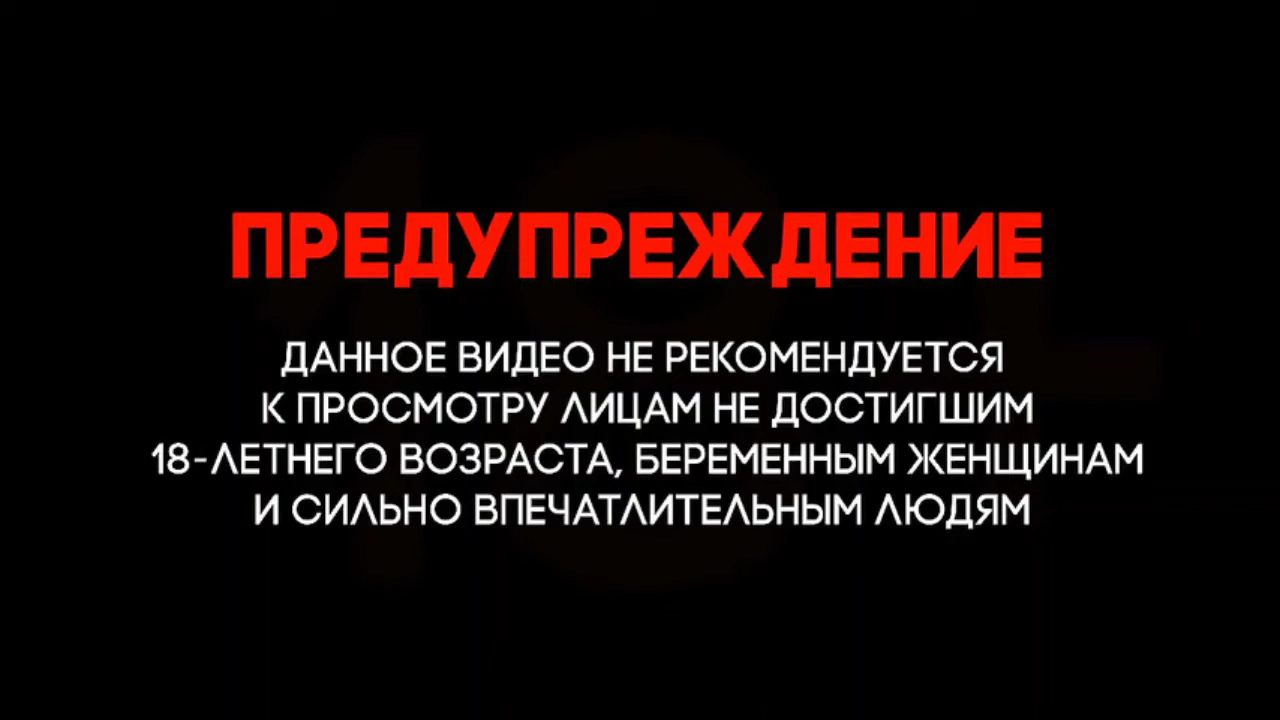 ПРЕДУПРЕЖДЕНИЕ
ДАННОЕ ВИДЕО НЕ РЕКОМЕНДУЕТСЯ
К ПРОСМОТРУ ЛИЦАМ НЕ ДОСТИГШИМ
18-ЛЕТНЕГО ВОЗРАСТА, БЕРЕМЕННЫМ ЖЕНЩИНАМ
И СИЛЬНО ВПЕЧАТЛИТЕЛЬНЫМ ЛЮДЯМ